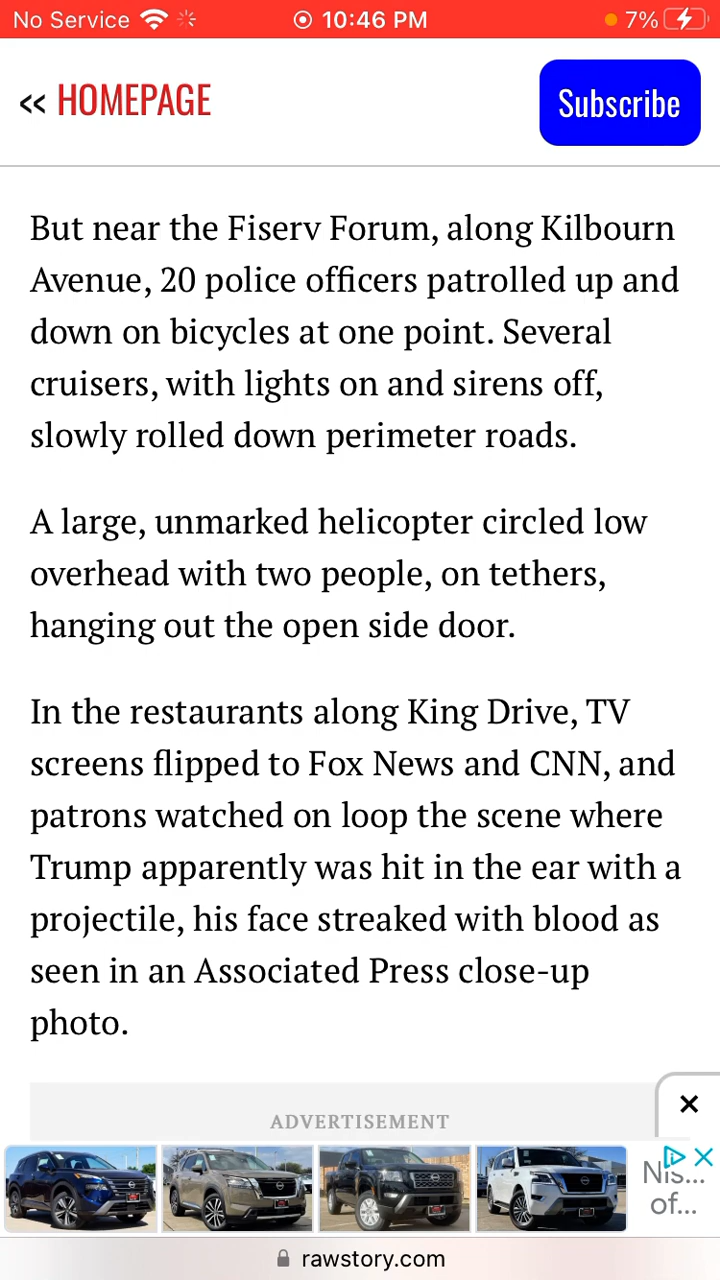 No Service 10:46 PM 7%
<< HOMEPAGE Subscribe
But near the Fiserv Forum, along Kilbourn
Avenue, 20 police officers patrolled up and
down on bicycles at one point. Several
cruisers, with lights on and sirens off,
slowly rolled down perimeter roads.
A large, unmarked helicopter circled low
overhead with two people, on tethers,
hanging out the open side door.
In the restaurants along King Drive, TV
screens flipped to Fox News and CNN, and
patrons watched on loop the scene where
Trump apparently was hit in the ear with a
projectile, his face streaked with blood as
seen in an Associated Press close-up
photo.
ADVERTISEMENT
Nis...
of...
rawstory.com